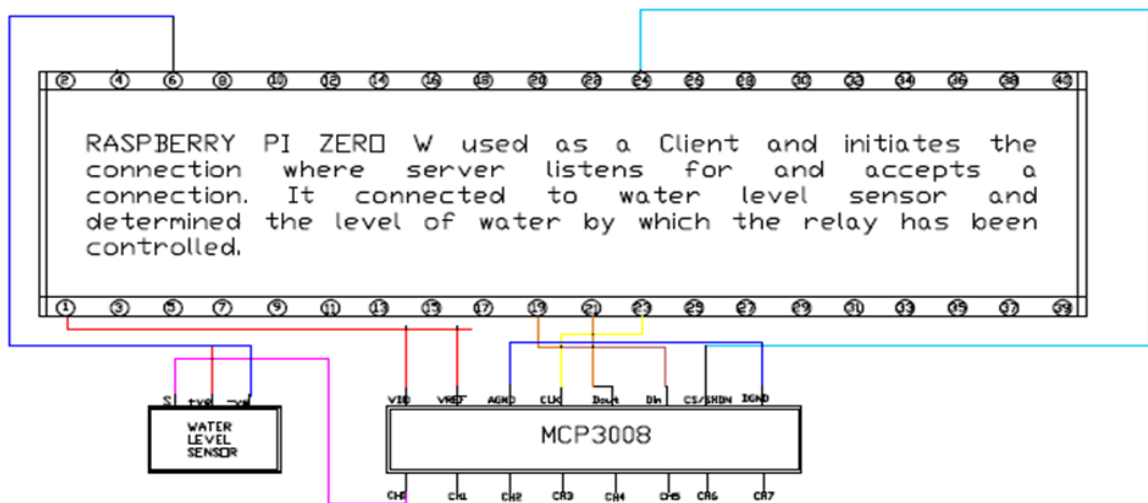 2 4 6 8 10 12 14 16 18 20 22 24 26 28 30 32 34 36 38 40
RASPBERRY PI ZERO W used as a Client and initiates the
connection where server listens for and accepts a
connection. It connected to water level sensor and
determined the level of water by which the relay has been
controlled.
1 3 5 7 9 11 13 15 17 19 21 23 25 27 29 31 33 35 37 39
S +VR -VR
VDD VREF AGND CLK Dout Din CS/SHDN DGND
WATER
LEVEL
SENSOR
MCP3008
CH0 CH1 CH2 CH3 CH4 CH5 CH6 CH7